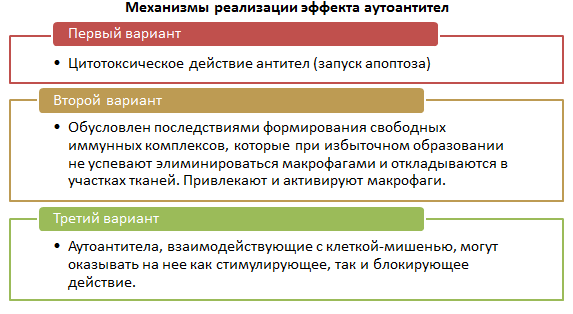 Механизмы реализации эффекта аутоантител
Первый вариант
• Цитотоксическое действие антител (запуск апоптоза)
Второй вариант
• Обусловлен последствиями формирования свободных
иммунных комплексов, которые при избыточном образовании
не успевают элиминироваться макрофагами и откладываются в
участках тканей. Привлекают и активируют макрофаги.
Третий вариант
• Аутоантитела, взаимодействующие с клеткой-мишенью, могут
оказывать на нее как стимулирующее, так и блокирующее
действие.